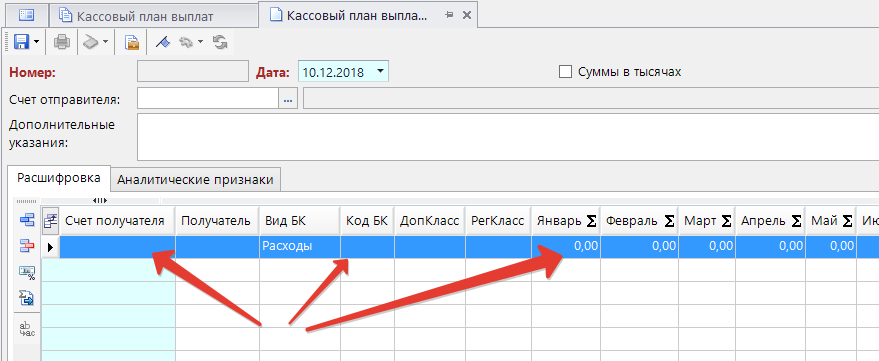 Кассовый план выплат
Кассовый план выпла...
Номер:
Дата: 10.12.2018
Суммы в тысячах
Счет отправителя: ...
Дополнительные
указания:
Расшифровка Аналитические признаки
Счет получателя Получатель Вид БК Код БК ДопКласс РегКласс Январь Σ Февраль Σ Март Σ Апрель Σ Май Σ Ию
Расходы 0,00 0,00 0,00 0,00 0,00
ab
ac